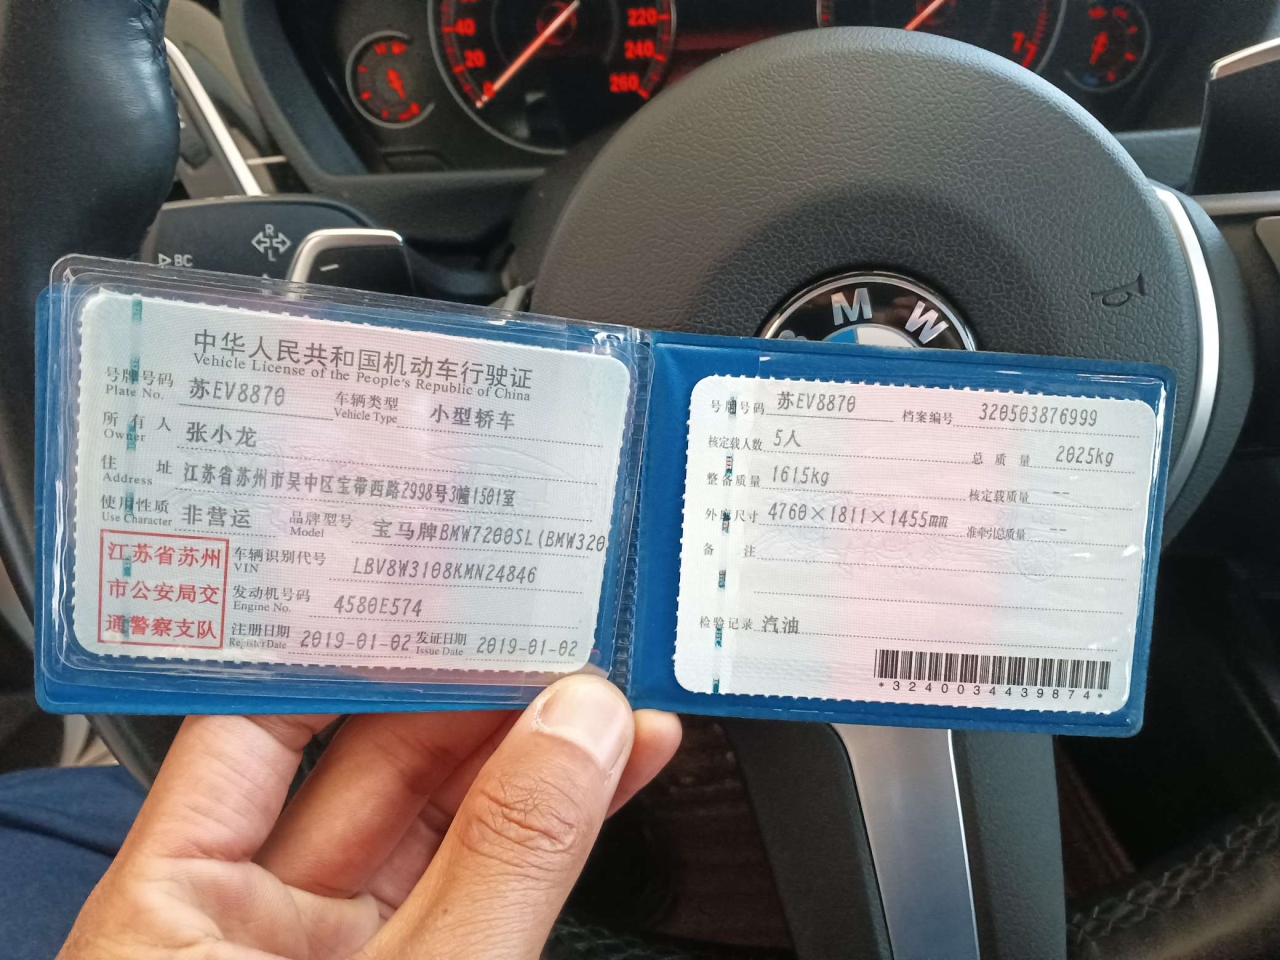 40
20
0
220
240
260
7
R
L
BC
M
W
中华人民共和国机动车行驶证
Vehicle License of the People's Republic of China
号牌号码 苏EV8870 车辆类型 小型轿车
Plate No. Vehicle Type
所有人 张小龙
Owner
住址 江苏省苏州市吴中区宝带西路2998号3幢1501室
Address
使用性质 非营运 品牌型号 宝马牌BMW7200SL(BMW320
Use Character Model
江苏省苏州
市公安局交
通警察支队
车辆识别代号 LBV8W3108KMN24846
VIN
发动机号码 4580E574
Engine No.
注册日期 2019-01-02 发证日期 2019-01-02
Register Date Issue Date
号牌号码 苏EV8870 档案编号 320503876999
核定载人数 5人 总质量 2025kg
整备质量 1615kg 核定载质量 --
外廓尺寸 4760×1811×1455mm 准牵引总质量 --
备注
检验记录 汽油
*3240034439874*